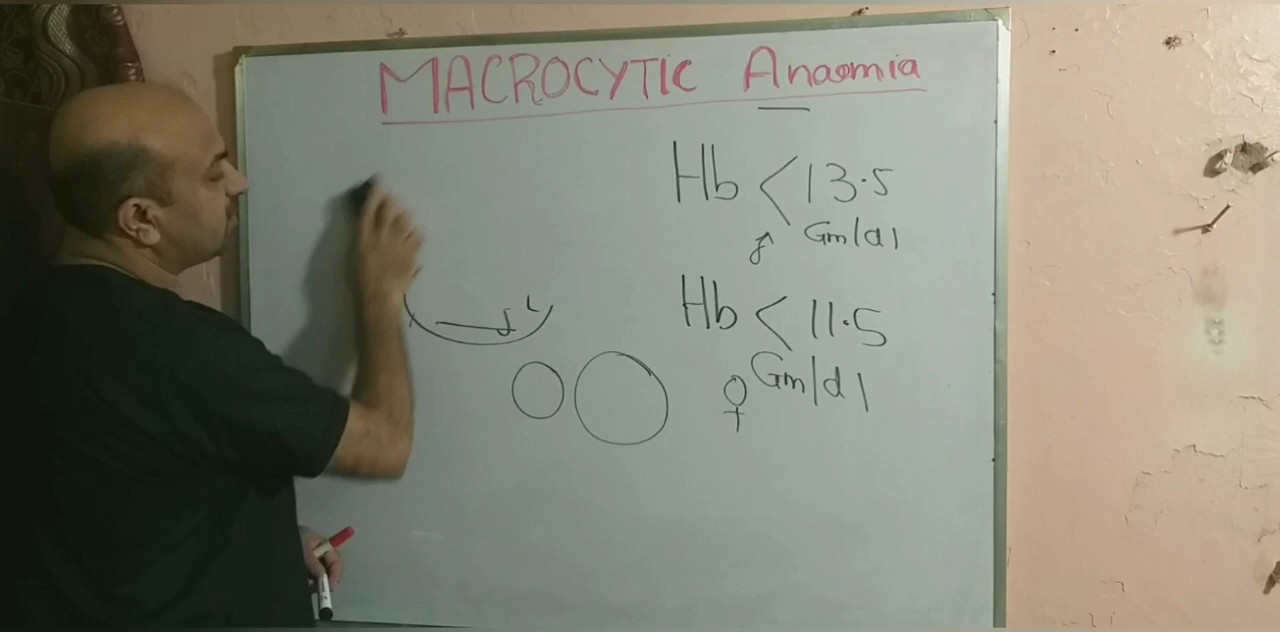 MACROCYTIC Anaemia
Hb < 13.5
♂ Gm/dl
Hb < 11.5
♀ Gm/dl